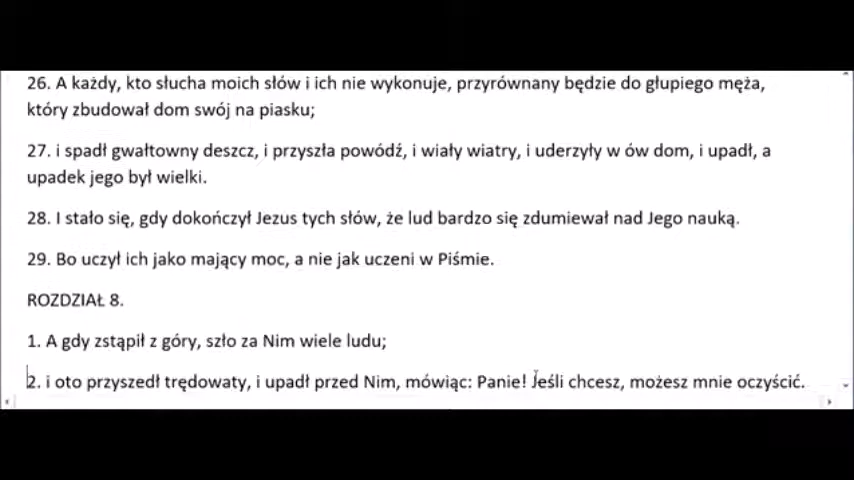 26. A każdy, kto słucha moich słów i ich nie wykonuje, przyrównany będzie do głupiego męża,
który zbudował dom swój na piasku;
27. i spadł gwałtowny deszcz, i przyszła powódź, i wiały wiatry, i uderzyły w ów dom, i upadł, a
upadek jego był wielki.
28. I stało się, gdy dokończył Jezus tych słów, że lud bardzo się zdumiewał nad Jego nauką.
29. Bo uczył ich jako mający moc, a nie jak uczeni w Piśmie.
ROZDZIAŁ 8.
1. A gdy zstąpił z góry, szło za Nim wiele ludu;
2. i oto przyszedł trędowaty, i upadł przed Nim, mówiąc: Panie! Jeśli chcesz, możesz mnie oczyścić.